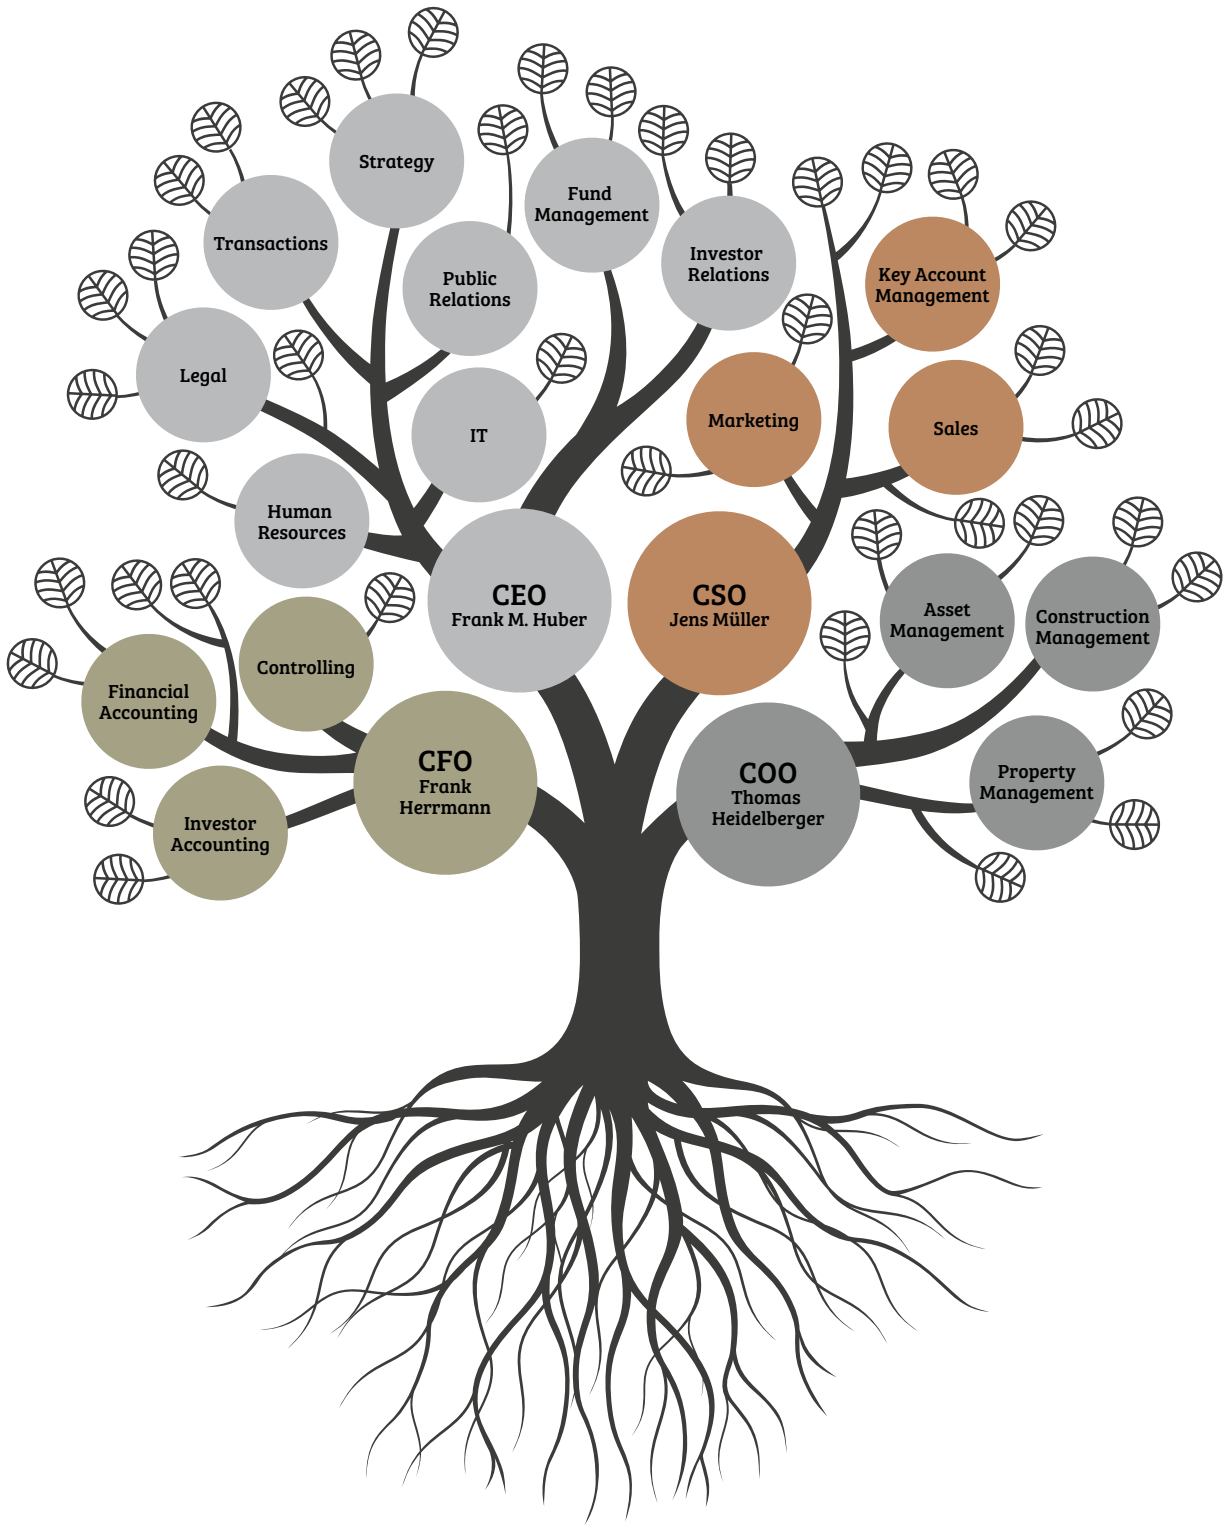 Strategy
Fund
Management
Transactions
Public
Relations
Investor
Relations
Key Account
Management
Legal
IT
Marketing
Sales
Human
Resources
CEO
Frank M. Huber
CSO
Jens Müller
Asset
Management
Construction
Management
Controlling
Financial
Accounting
CFO
Frank
Herrmann
COO
Thomas
Heidelberger
Property
Management
Investor
Accounting